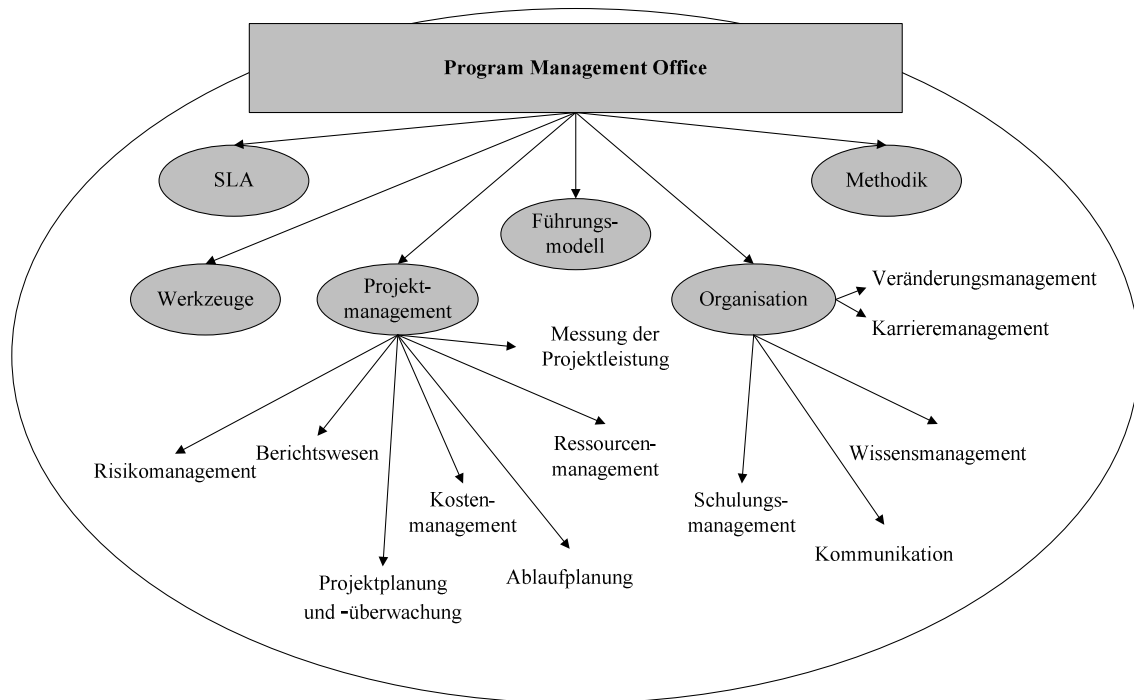 Program Management Office
SLA
Methodik
Führungs-
modell
Werkzeuge
Projekt-
management
Organisation
Veränderungsmanagement
Karrieremanagement
Messung der
Projektleistung
Risikomanagement
Berichtswesen
Ressourcen-
management
Wissensmanagement
Kosten-
management
Schulungs-
management
Projektplanung
und -überwachung
Ablaufplanung
Kommunikation